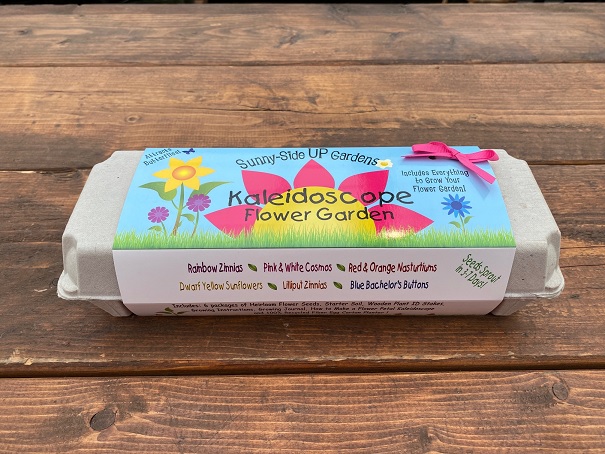 Attracts
Butterflies!
Sunny-Side UP Gardens
Kaleidoscope
Flower Garden
Includes Everything
to Grow Your
Flower Garden!
Rainbow Zinnias Pink & White Cosmos Red & Orange Nasturtiums
Dwarf Yellow Sunflowers Lilliput Zinnias Blue Bachelor's Buttons
Seeds Sprout
in 3-7 Days!
Includes: 6 packages of Heirloom Flower Seeds, Starter Soil, Wooden Plant ID Stakes,
Growing Instructions, Growing Journal, How to Make a Flower Petal Kaleidoscope